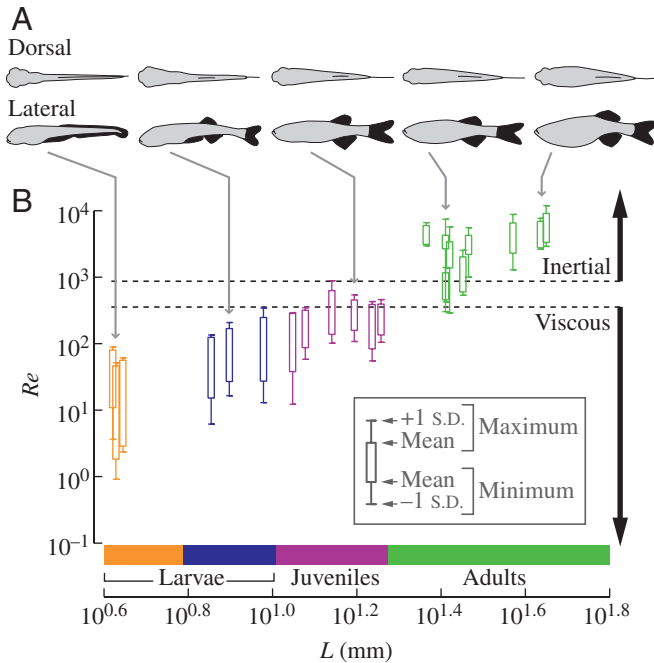 A
Dorsal
Lateral
B
10^4
10^3
10^2
10^1
10^0
10^−1
Re
Inertial
Viscous
+1 S.D.
Mean
Maximum
Mean
−1 S.D.
Minimum
Larvae
Juveniles
Adults
10^0.6 10^0.8 10^1.0 10^1.2 10^1.4 10^1.6 10^1.8
L (mm)